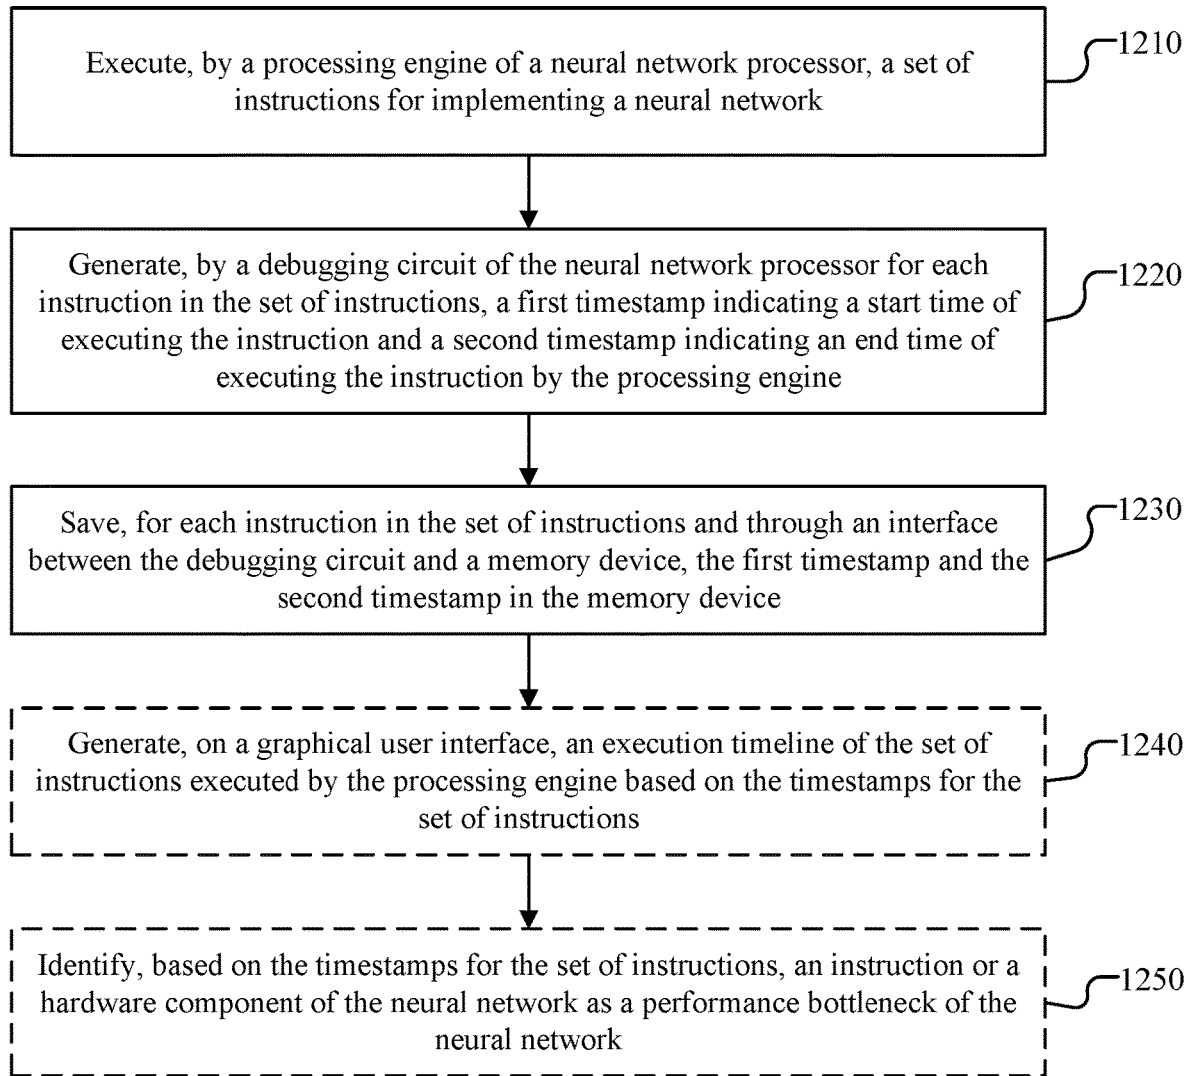 Execute, by a processing engine of a neural network processor, a set of
instructions for implementing a neural network
1210
Generate, by a debugging circuit of the neural network processor for each
instruction in the set of instructions, a first timestamp indicating a start time of
executing the instruction and a second timestamp indicating an end time of
executing the instruction by the processing engine
1220
Save, for each instruction in the set of instructions and through an interface
between the debugging circuit and a memory device, the first timestamp and the
second timestamp in the memory device
1230
Generate, on a graphical user interface, an execution timeline of the set of
instructions executed by the processing engine based on the timestamps for the
set of instructions
1240
Identify, based on the timestamps for the set of instructions, an instruction or a
hardware component of the neural network as a performance bottleneck of the
neural network
1250